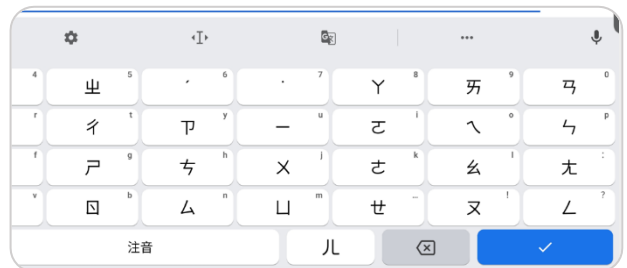 4 ㄓ 5 ˊ 6 ˙ 7 ㄚ 8 ㄞ 9 ㄢ 0
r ㄔ t ㄗ y ㄧ u ㄛ i ㄟ o ㄣ p
f ㄕ g ㄘ h ㄨ j ㄜ k ㄠ l ㄤ :
v ㄖ b ㄙ n ㄩ m ㄝ … ㄡ ! ㄥ ?
注音 ㄦ